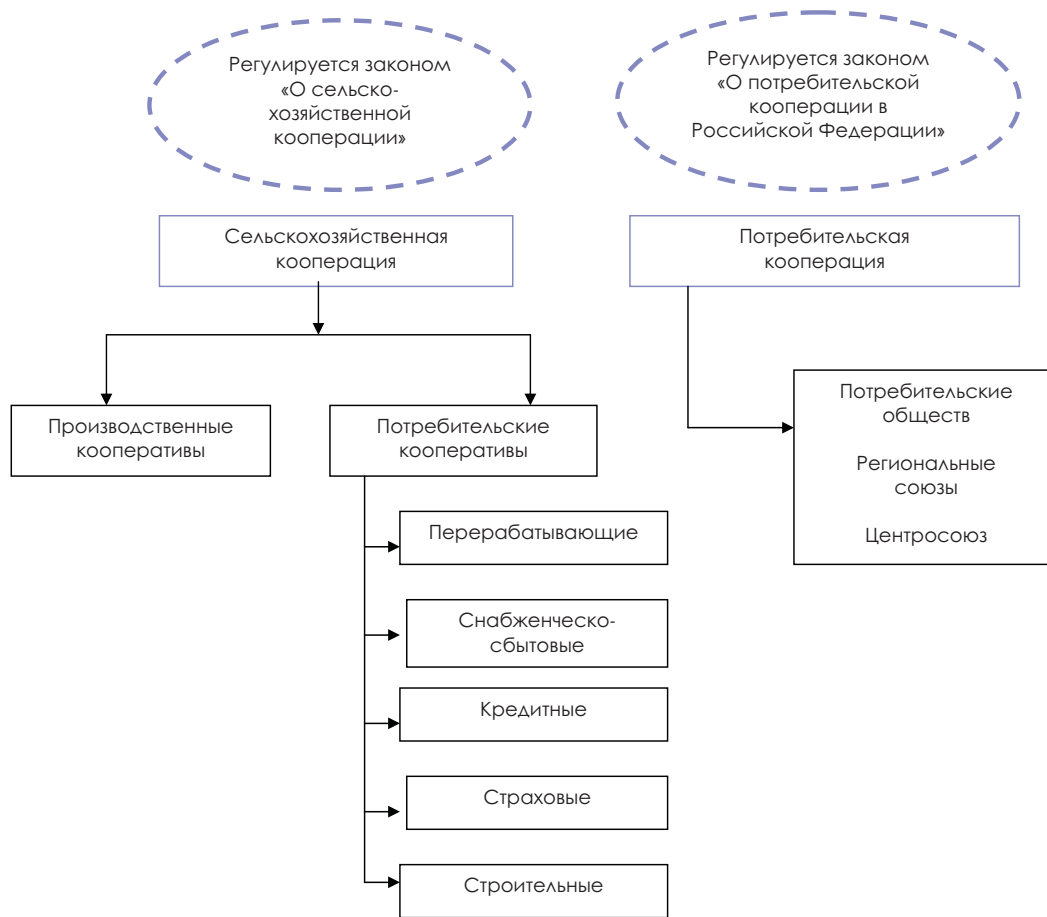 Регулируется законом
«О сельско-
хозяйственной
кооперации»
Регулируется законом
«О потребительской
кооперации в
Российской Федерации»
Сельскохозяйственная
кооперация
Потребительская
кооперация
Производственные
кооперативы
Потребительские
кооперативы
Потребительские
обществ
Региональные
союзы
Центросоюз
Перерабатывающие
Снабженческо-
сбытовые
Кредитные
Страховые
Строительные